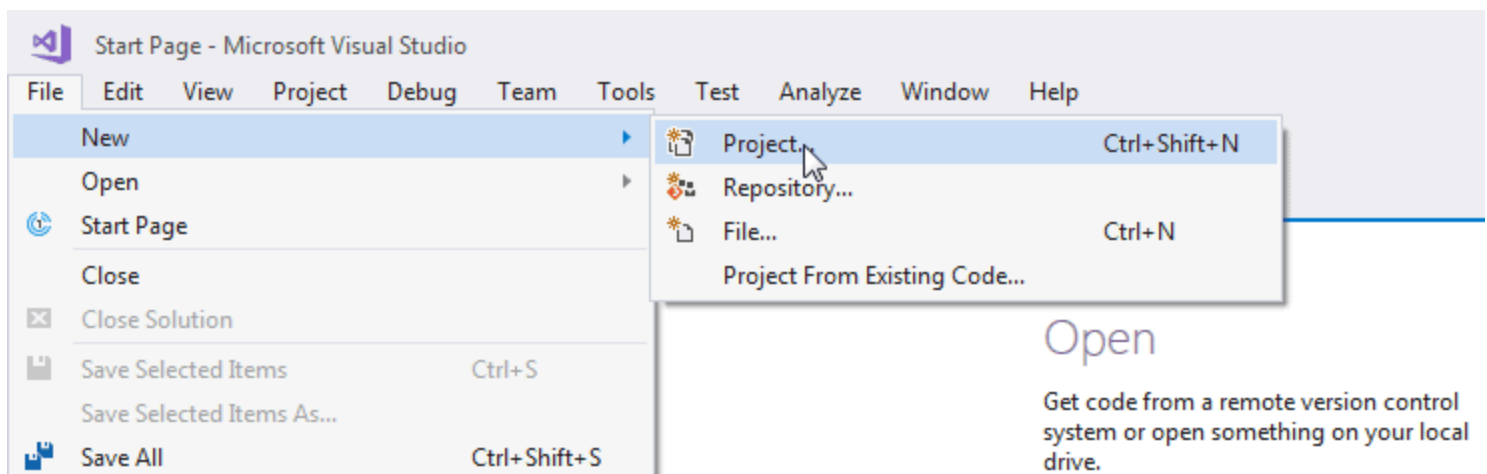 Start Page - Microsoft Visual Studio
File Edit View Project Debug Team Tools Test Analyze Window Help
New
Open
Start Page
Close
Close Solution
Save Selected Items Ctrl+S
Save Selected Items As...
Save All Ctrl+Shift+S
Project... Ctrl+Shift+N
Repository...
File... Ctrl+N
Project From Existing Code...
Open
Get code from a remote version control
system or open something on your local
drive.